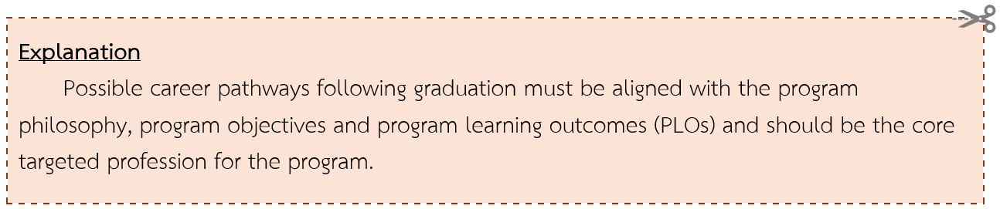 Explanation
Possible career pathways following graduation must be aligned with the program
philosophy, program objectives and program learning outcomes (PLOs) and should be the core
targeted profession for the program.